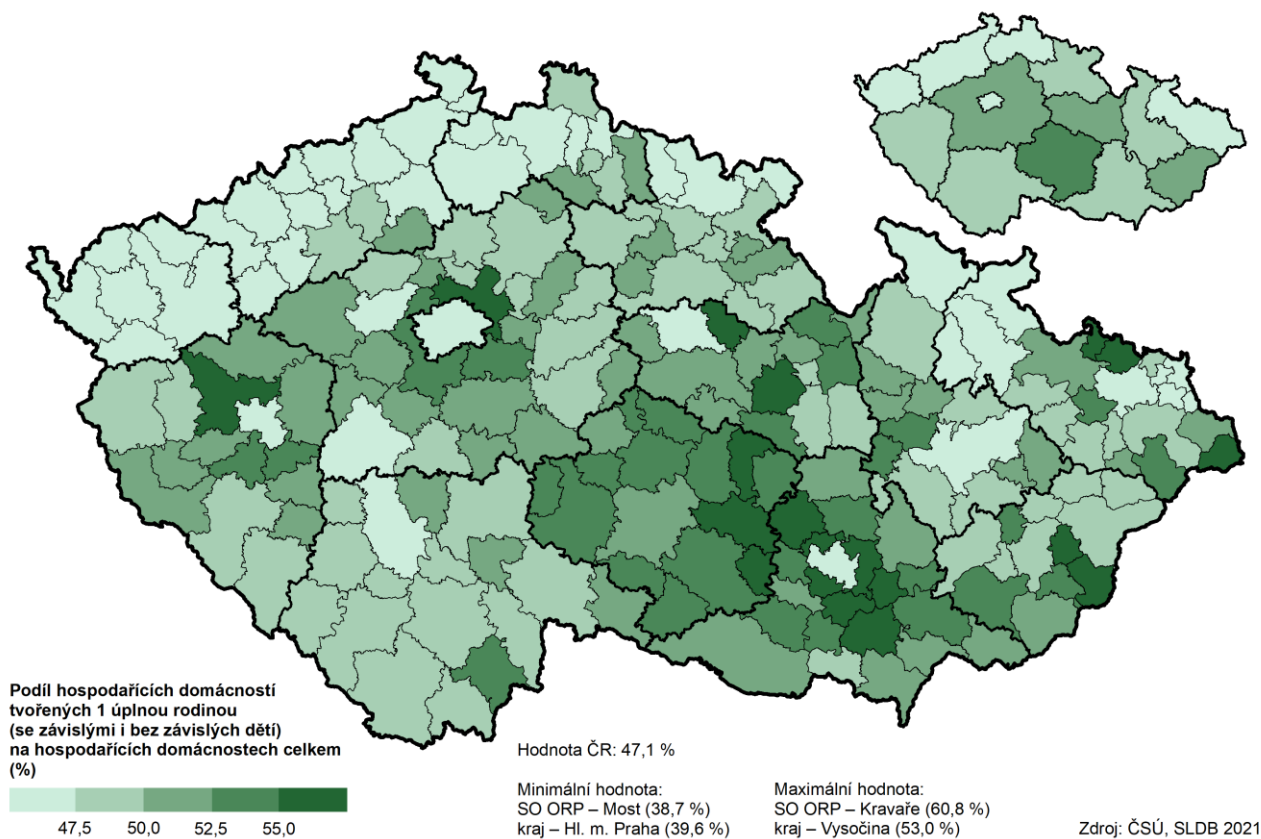 Podíl hospodařících domácností
tvořených 1 úplnou rodinou
(se závislými i bez závislých dětí)
na hospodařících domácnostech celkem
(%)
47,5 50,0 52,5 55,0
Hodnota ČR: 47,1 %
Minimální hodnota:
SO ORP – Most (38,7 %)
kraj – Hl. m. Praha (39,6 %)
Maximální hodnota:
SO ORP – Kravaře (60,8 %)
kraj – Vysočina (53,0 %)
Zdroj: ČSÚ, SLDB 2021